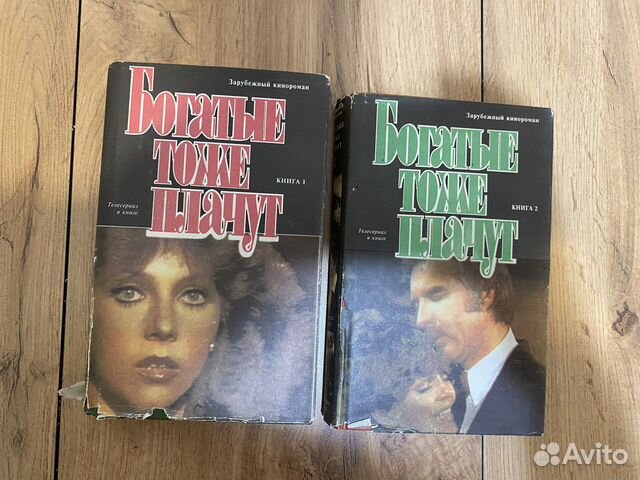 Зарубежный кинороман
Богатые
тоже
плачут
КНИГА 1
Телесериал
в книге
Зарубежный кинороман
Богатые
тоже
плачут
КНИГА 2
Телесериал
в книге
Avito